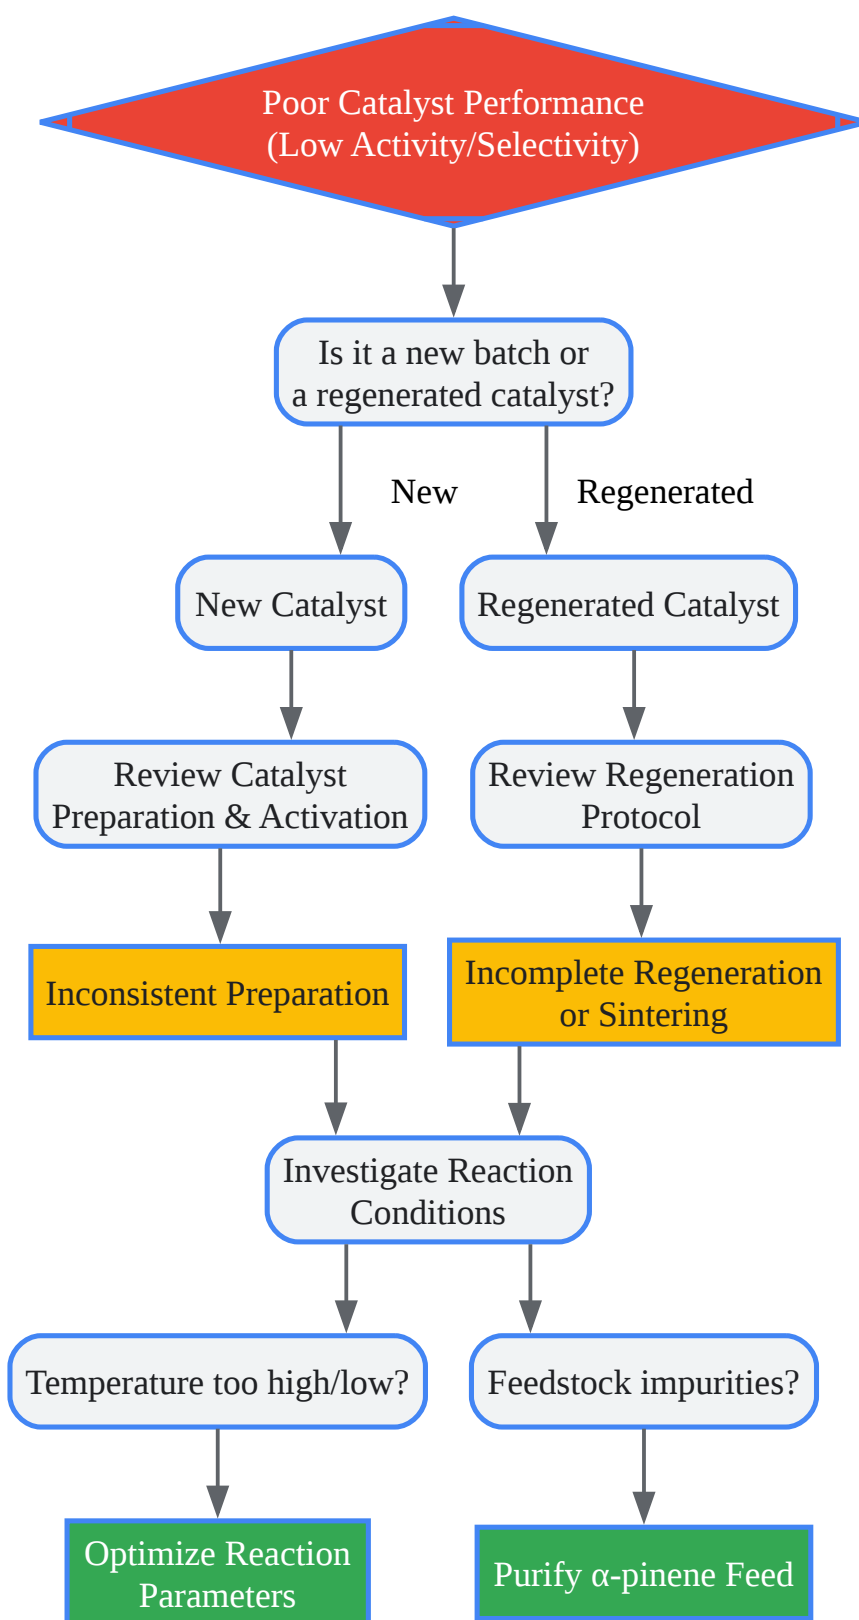 Poor Catalyst Performance
(Low Activity/Selectivity)
Is it a new batch or
a regenerated catalyst?
New
Regenerated
New Catalyst
Regenerated Catalyst
Review Catalyst
Preparation & Activation
Review Regeneration
Protocol
Inconsistent Preparation
Incomplete Regeneration
or Sintering
Investigate Reaction
Conditions
Temperature too high/low?
Feedstock impurities?
Optimize Reaction
Parameters
Purify α-pinene Feed